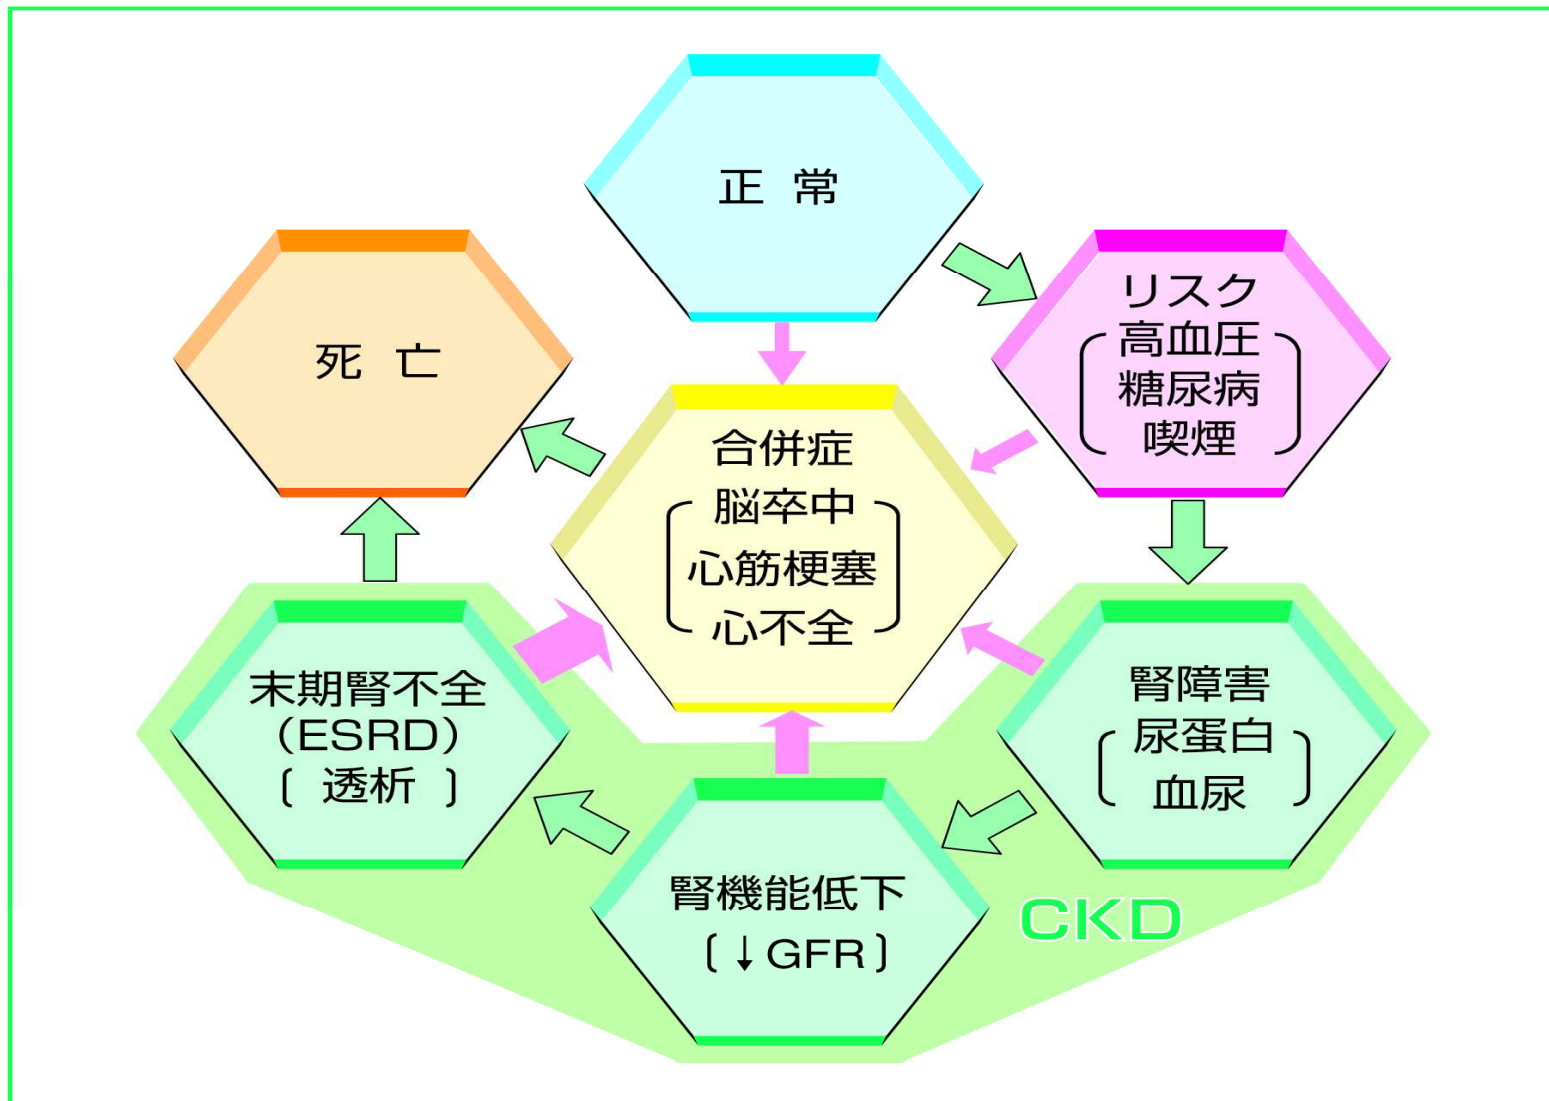 正 常
リスク
高血圧
糖尿病
喫煙
死 亡
合併症
脳卒中
心筋梗塞
心不全
腎障害
尿蛋白
血尿
末期腎不全
（ESRD）
〔 透析 〕
腎機能低下
〔↓GFR〕
CKD